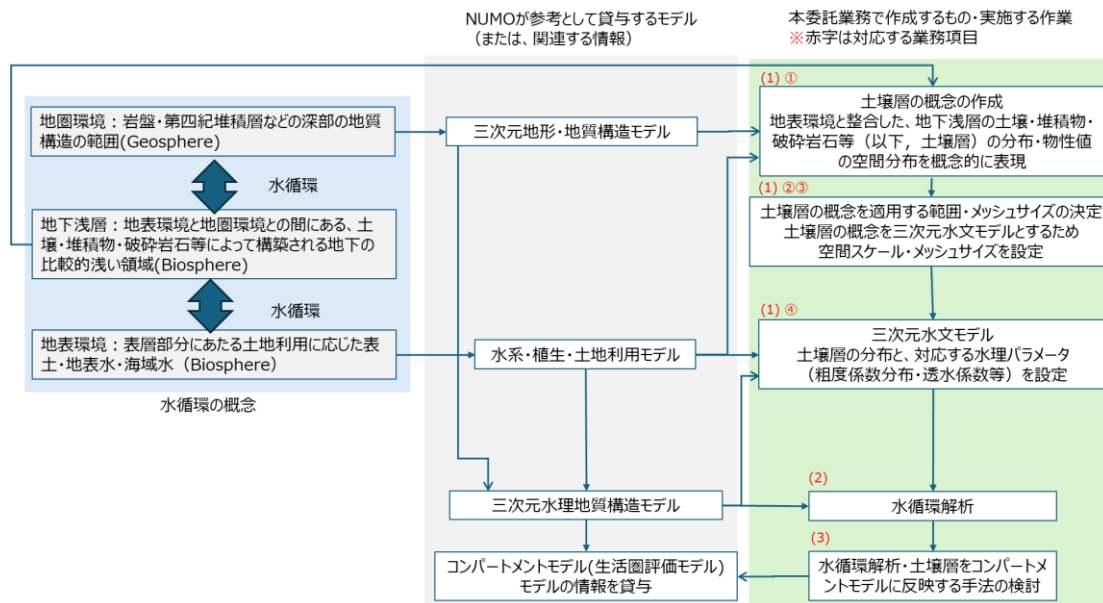 NUMOが参考として貸与するモデル
（または、関連する情報）
本委託業務で作成するもの・実施する作業
※赤字は対応する業務項目
地圏環境：岩盤・第四紀堆積層などの深部の地質
構造の範囲(Geosphere)
水循環
地下浅層：地表環境と地圏環境との間にある、土
壌・堆積物・破砕岩石等によって構築される地下の
比較的浅い領域(Biosphere)
水循環
地表環境：表層部分にあたる土地利用に応じた表
土・地表水・海域水（Biosphere）
水循環の概念
三次元地形・地質構造モデル
水系・植生・土地利用モデル
三次元水理地質構造モデル
コンパートメントモデル(生活圏評価モデル)
モデルの情報を貸与
(1) ①
土壌層の概念の作成
地表環境と整合した、地下浅層の土壌・堆積物・
破砕岩石等（以下，土壌層）の分布・物性値
の空間分布を概念的に表現
(1) ②③
土壌層の概念を適用する範囲・メッシュサイズの決定
土壌層の概念を三次元水文モデルとするため
空間スケール・メッシュサイズを設定
(1) ④
三次元水文モデル
土壌層の分布と、対応する水理パラメータ
（粗度係数分布・透水係数等）を設定
(2)
水循環解析
(3)
水循環解析・土壌層をコンパートメ
ントモデルに反映する手法の検討